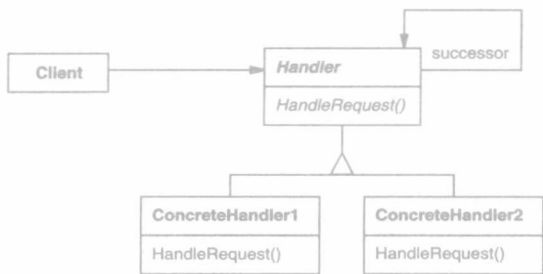 Client
Handler
successor
HandleRequest()
ConcreteHandler1
ConcreteHandler2
HandleRequest()
HandleRequest()